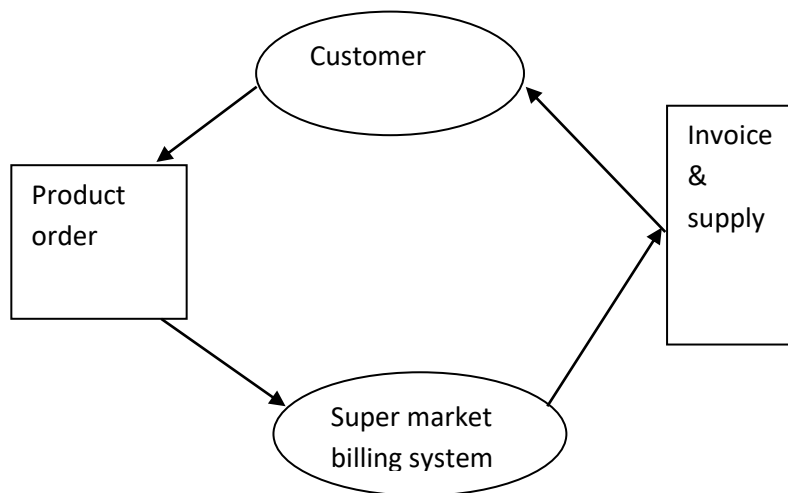 Customer
Invoice
&
supply
Product
order
Super market
billing system